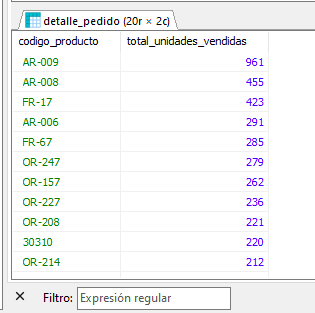 detalle_pedido (20r × 2c)
codigo_producto total_unidades_vendidas
AR-009 961
AR-008 455
FR-17 423
AR-006 291
FR-67 285
OR-247 279
OR-157 262
OR-227 236
OR-208 221
30310 220
OR-214 212
Filtro: Expresión regular